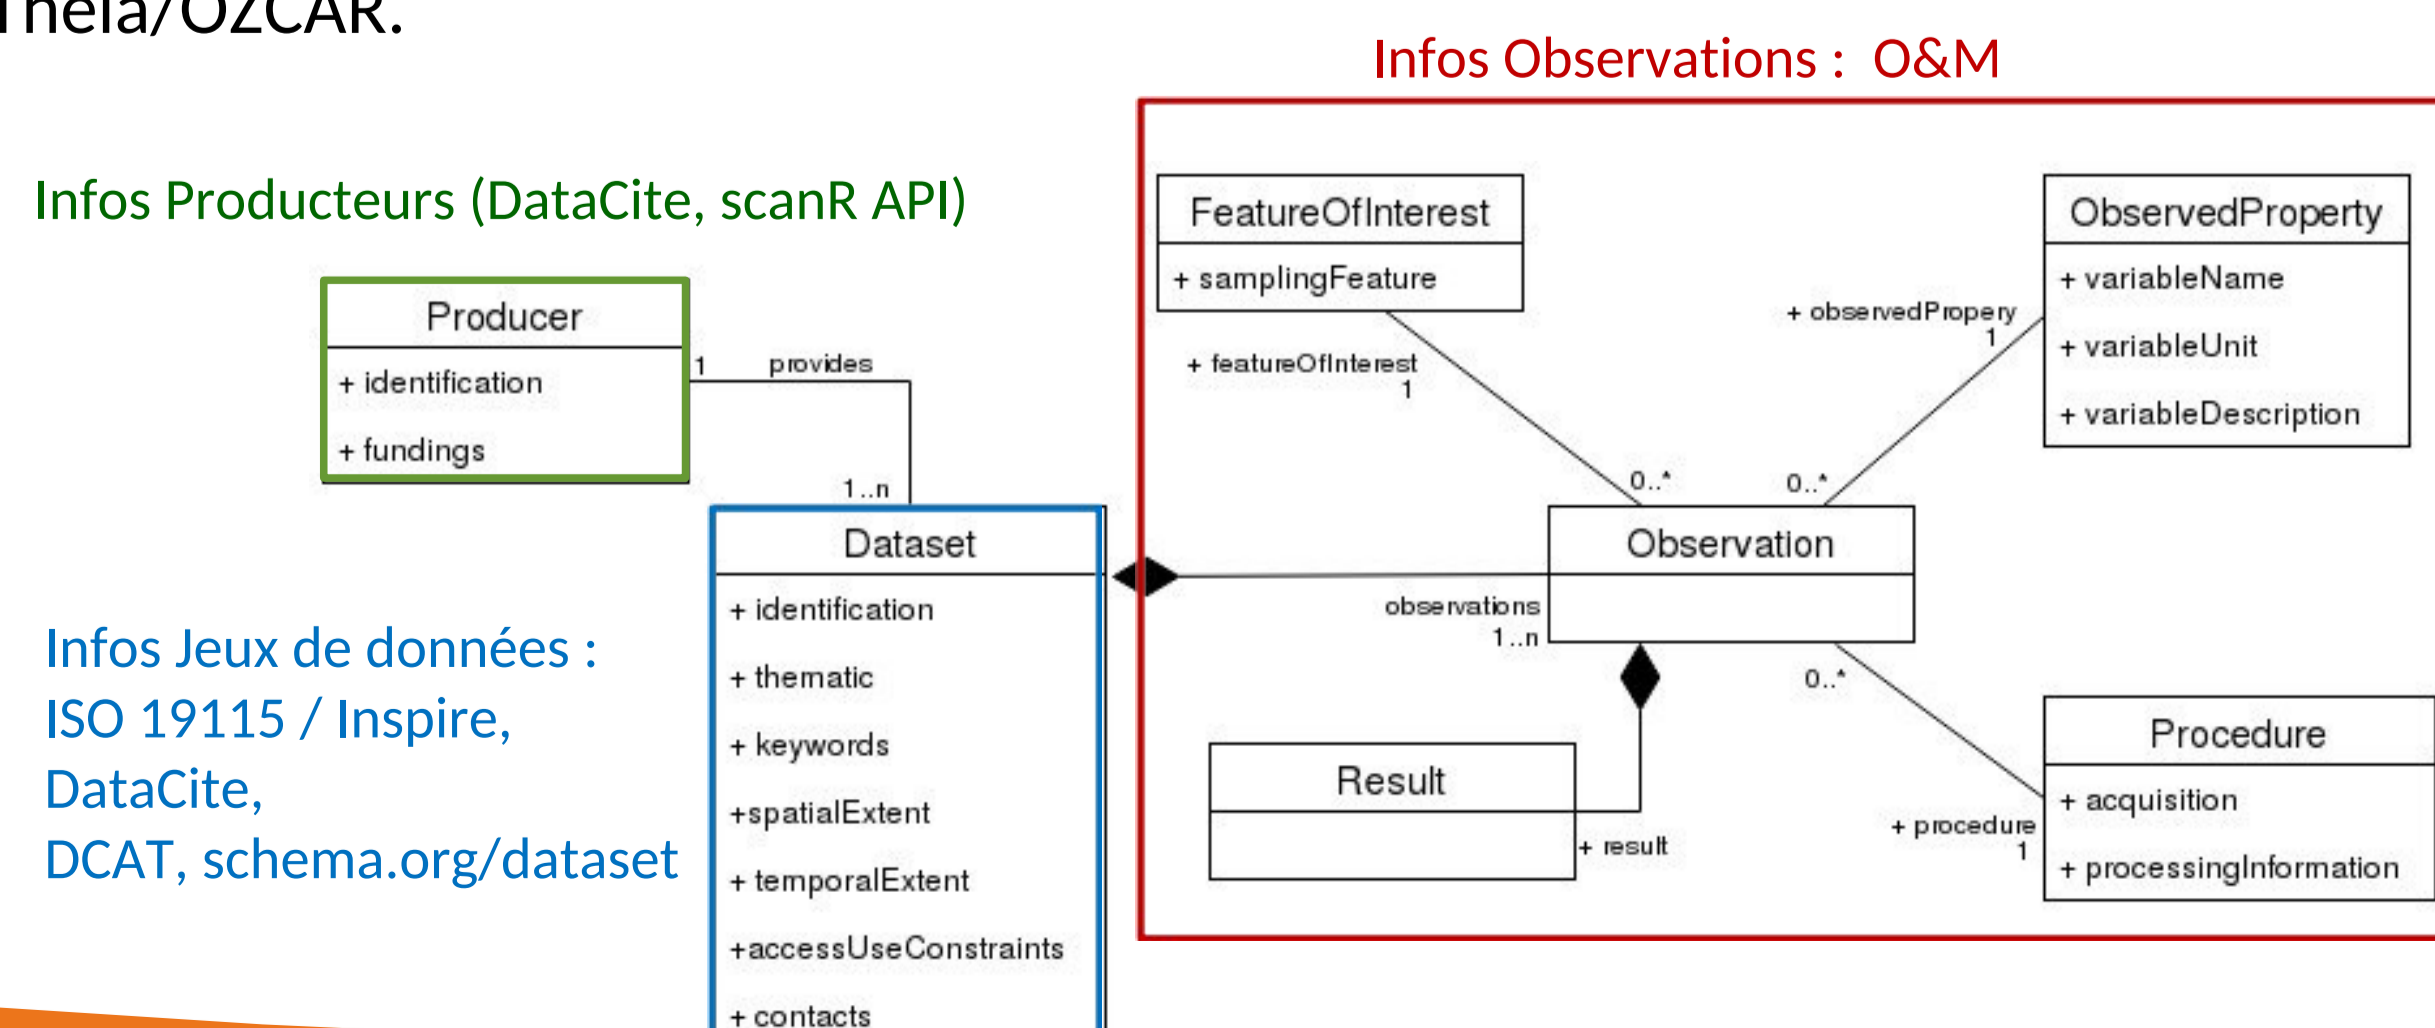 Theia/OZCAR.
Infos Observations :  O&M
Infos Producteurs (DataCite, scanR API)
FeatureOfInterest
+ samplingFeature
ObservedProperty
+ variableName
+ variableUnit
+ variableDescription
+ observedPropery
1
+ featureOfInterest
1
Producer
+ identification
+ fundings
1
provides
1..n
0..*
0..*
Dataset
+ identification
+ thematic
+ keywords
+spatialExtent
+ temporalExtent
+accessUseConstraints
+ contacts
Observation
observations
1..n
0..*
Infos Jeux de données :
ISO 19115 / Inspire,
DataCite,
DCAT, schema.org/dataset
Result
+ result
Procedure
+ acquisition
+ processingInformation
+ procedure
1